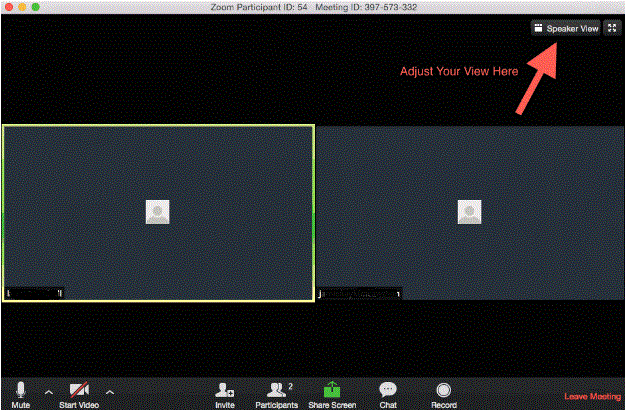 Zoom Participant ID: 54 Meeting ID: 397-573-332
Speaker View
Adjust Your View Here
2
Mute
Start Video
Invite
Participants
Share Screen
Chat
Record
Leave Meeting